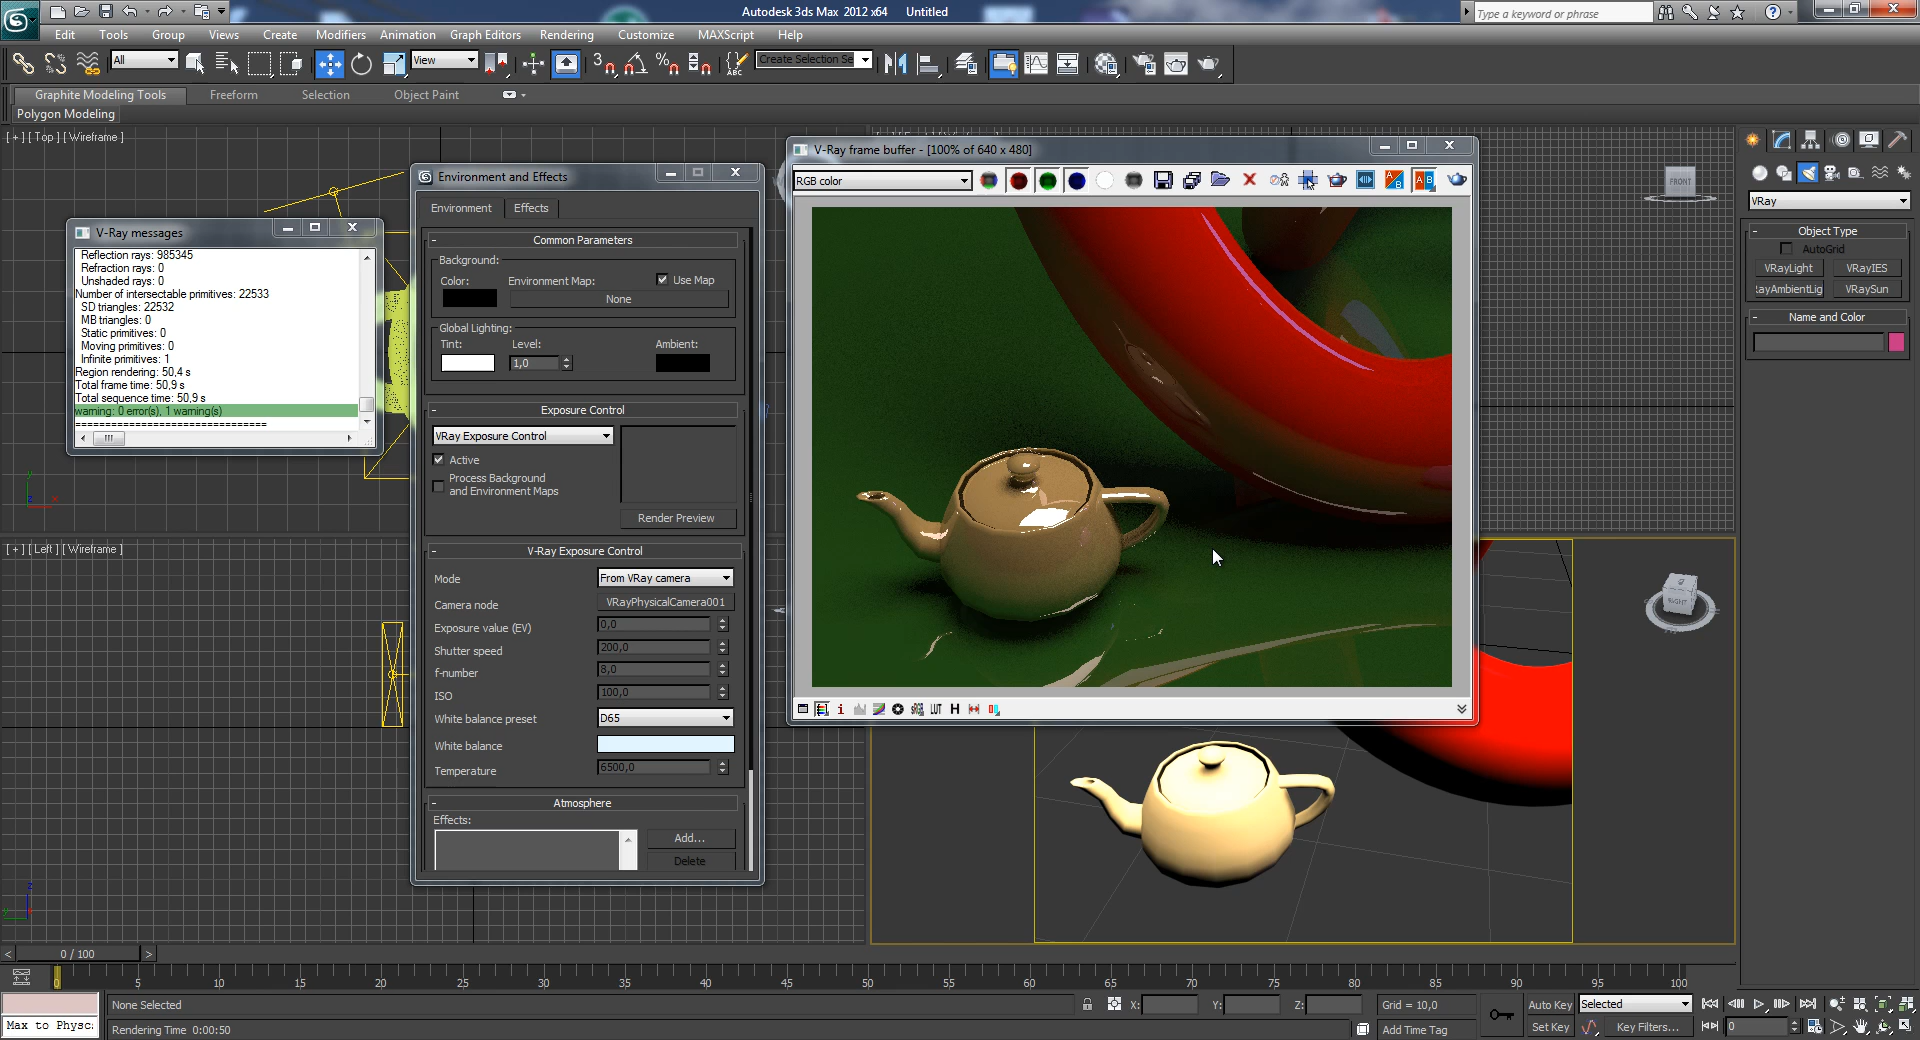 Autodesk 3ds Max 2012 x64 Untitled
Type a keyword or phrase
Edit Tools Group Views Create Modifiers Animation Graph Editors Rendering Customize MAXScript Help
All View Create Selection Se
Graphite Modeling Tools Freeform Selection Object Paint
Polygon Modeling
[ + ] [ Top ] [ Wireframe ]
V-Ray messages
Reflection rays: 985345
Refraction rays: 0
Unshaded rays: 0
Number of intersectable primitives: 22533
SD triangles: 22532
MB triangles: 0
Static primitives: 0
Moving primitives: 0
Infinite primitives: 1
Region rendering: 50,4 s
Total frame time: 50,9 s
Total sequence time: 50,9 s
warning: 0 error(s), 1 warning(s)
================================
[ + ] [ Left ] [ Wireframe ]
Environment and Effects
Environment Effects
- Common Parameters
Background:
Color: Environment Map: Use Map
None
Global Lighting:
Tint: Level: Ambient:
1,0
- Exposure Control
VRay Exposure Control
Active
Process Background
and Environment Maps
Render Preview
- V-Ray Exposure Control
Mode From VRay camera
Camera node VRayPhysicalCamera001
Exposure value (EV) 0,0
Shutter speed 200,0
f-number 8,0
ISO 100,0
White balance preset D65
White balance
Temperature 6500,0
- Atmosphere
Effects:
Add...
Delete
V-Ray frame buffer - [100% of 640 x 480]
RGB color
sRGB LUT H
FRONT
RIGHT
VRay
- Object Type
AutoGrid
VRayLight VRayIES
rayAmbientLig VRaySun
- Name and Color
< 0 / 100 >
0 5 10 15 20 25 30 35 40 45 50 55 60 65 70 75 80 85 90 95 100
None Selected X: Y: Z: Grid = 10,0 Auto Key Selected
Max to Physc: Rendering Time 0:00:50 Add Time Tag Set Key Key Filters... 0